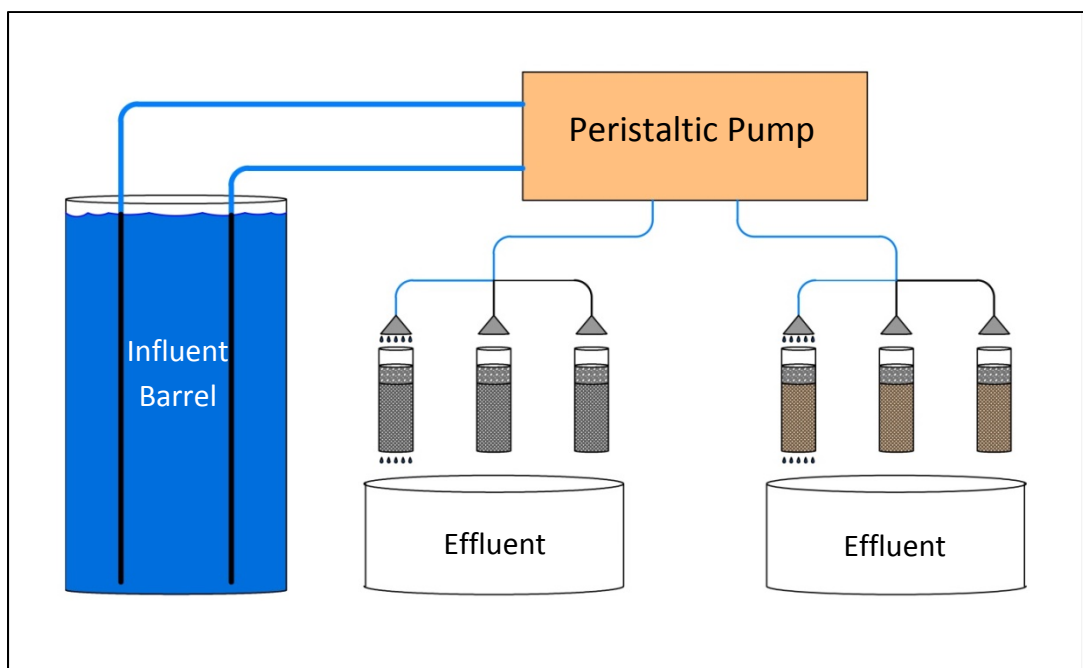 Peristaltic Pump
Influent
Barrel
Effluent
Effluent